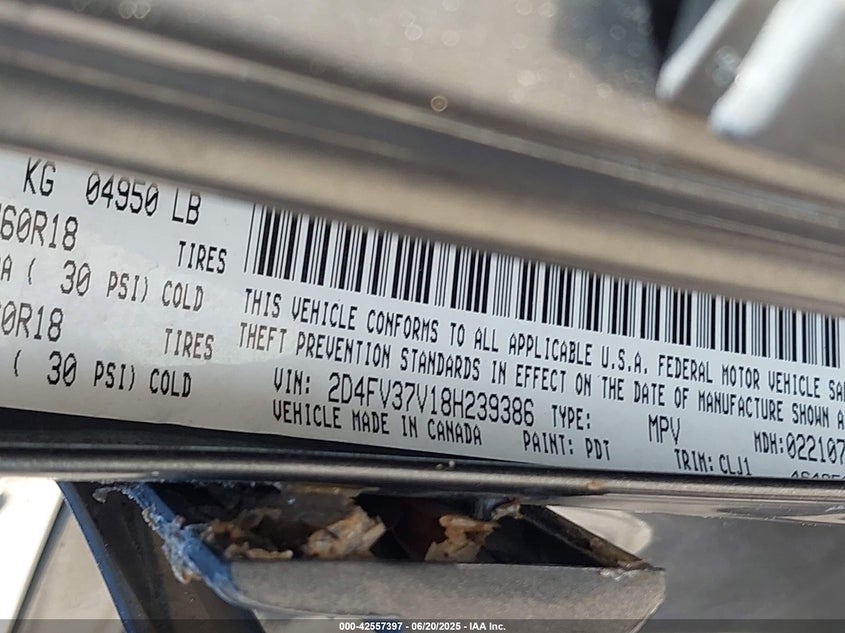 KG 04950 LB
60R18 TIRES
( 30 PSI) COLD
0R18 TIRES
( 30 PSI) COLD
THIS VEHICLE CONFORMS TO ALL APPLICABLE U.S.A. FEDERAL MOTOR VEHICLE
THEFT PREVENTION STANDARDS IN EFFECT ON THE DATE OF MANUFACTURE SHOWN
VIN: 2D4FV37V18H239386 TYPE: MPV MDH:022107
VEHICLE MADE IN CANADA PAINT: PDT TRIM: CLJ1
000-42557397 - 06/20/2025 - IAA Inc.